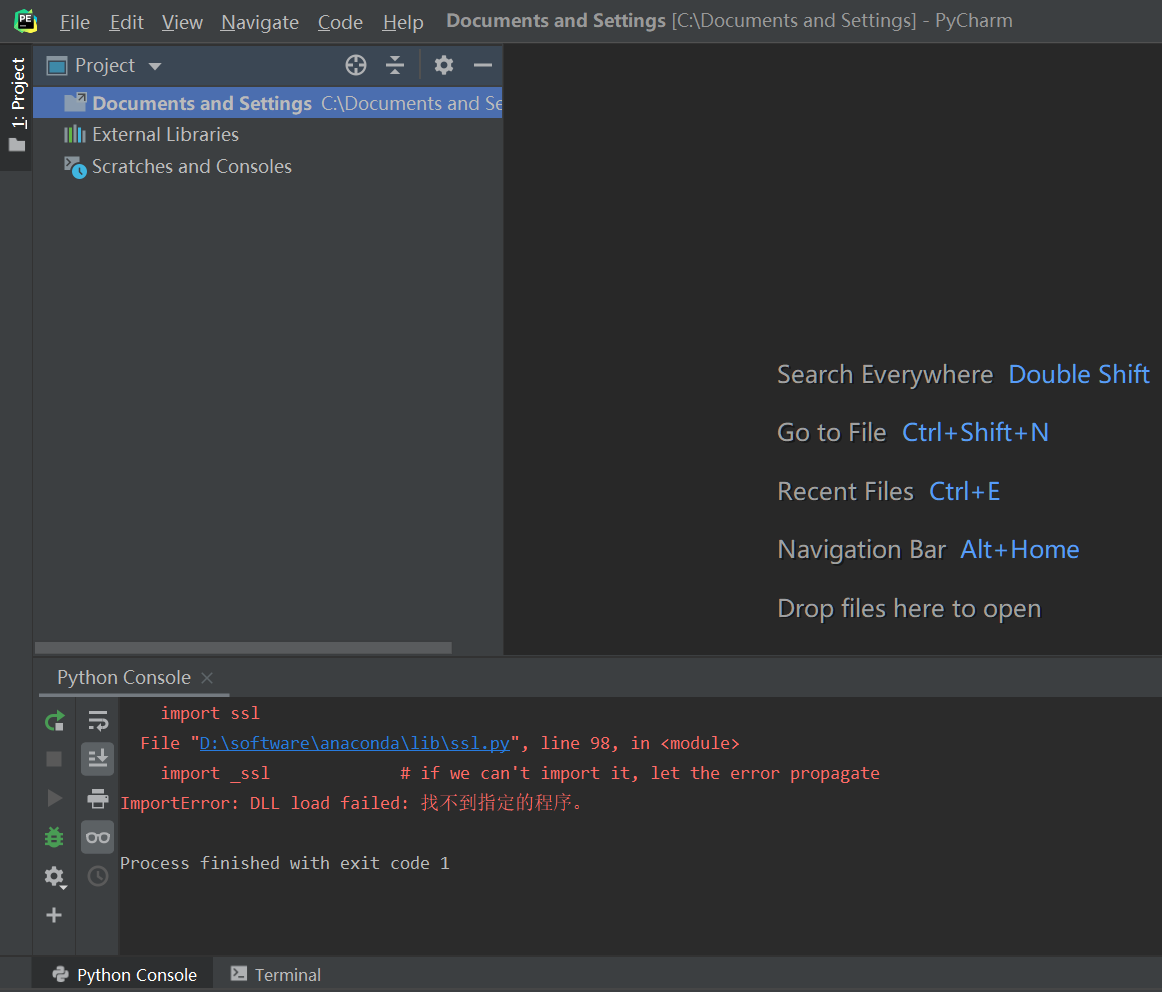 File Edit View Navigate Code Help Documents and Settings [C:\Documents and Settings] - PyCharm
1: Project
Project
Documents and Settings C:\Documents and Se
External Libraries
Scratches and Consoles
Search Everywhere Double Shift
Go to File Ctrl+Shift+N
Recent Files Ctrl+E
Navigation Bar Alt+Home
Drop files here to open
Python Console
import ssl
File "D:\software\anaconda\lib\ssl.py", line 98, in <module>
import _ssl # if we can't import it, let the error propagate
ImportError: DLL load failed: 找不到指定的程序。
Process finished with exit code 1
Python Console Terminal